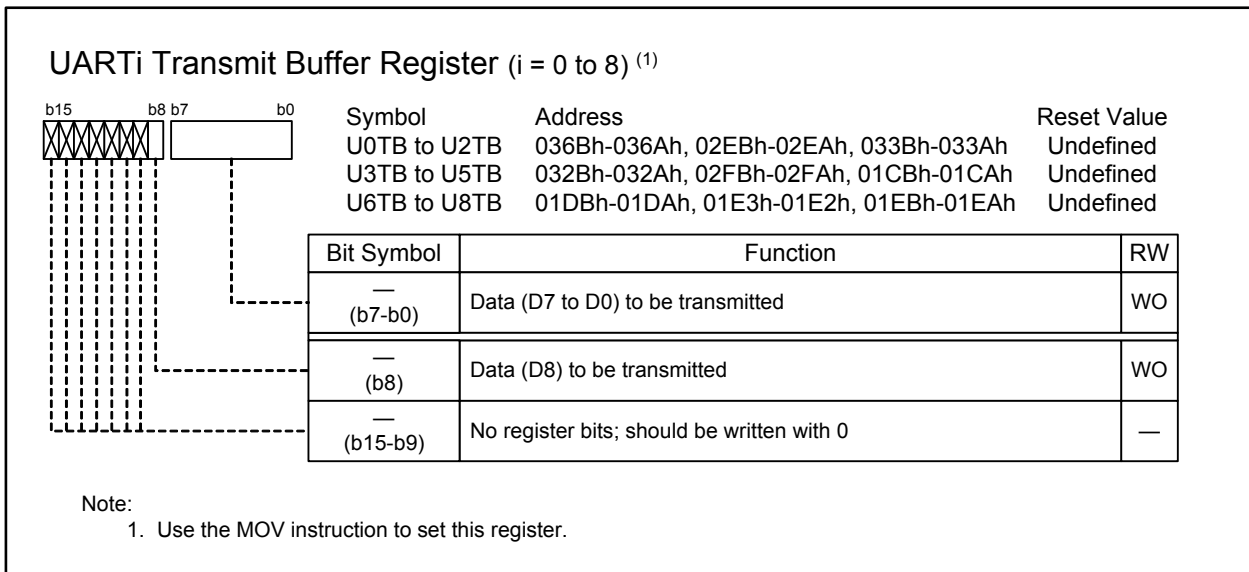 UARTi Transmit Buffer Register (i = 0 to 8) (1)
b15 b8 b7 b0
Symbol Address Reset Value
U0TB to U2TB 036Bh-036Ah, 02EBh-02EAh, 033Bh-033Ah Undefined
U3TB to U5TB 032Bh-032Ah, 02FBh-02FAh, 01CBh-01CAh Undefined
U6TB to U8TB 01DBh-01DAh, 01E3h-01E2h, 01EBh-01EAh Undefined
Bit Symbol Function RW
—
(b7-b0) Data (D7 to D0) to be transmitted WO
—
(b8) Data (D8) to be transmitted WO
—
(b15-b9) No register bits; should be written with 0 —
Note:
1. Use the MOV instruction to set this register.